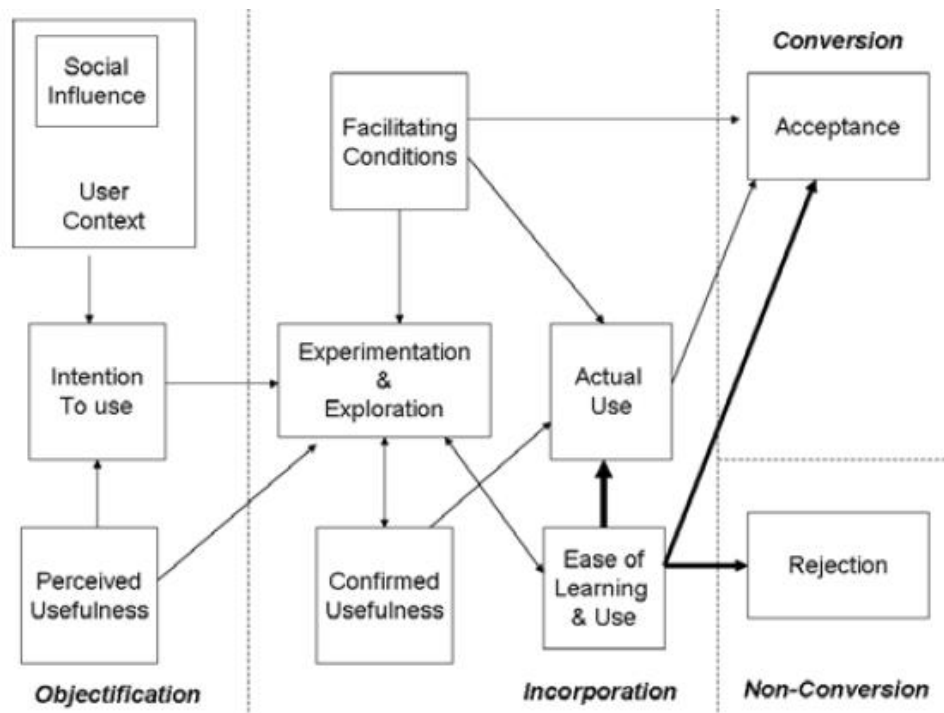 Social
Influence
User
Context
Intention
To use
Perceived
Usefulness
Objectification
Facilitating
Conditions
Experimentation
&
Exploration
Actual
Use
Confirmed
Usefulness
Ease of
Learning
& Use
Incorporation
Conversion
Acceptance
Rejection
Non-Conversion